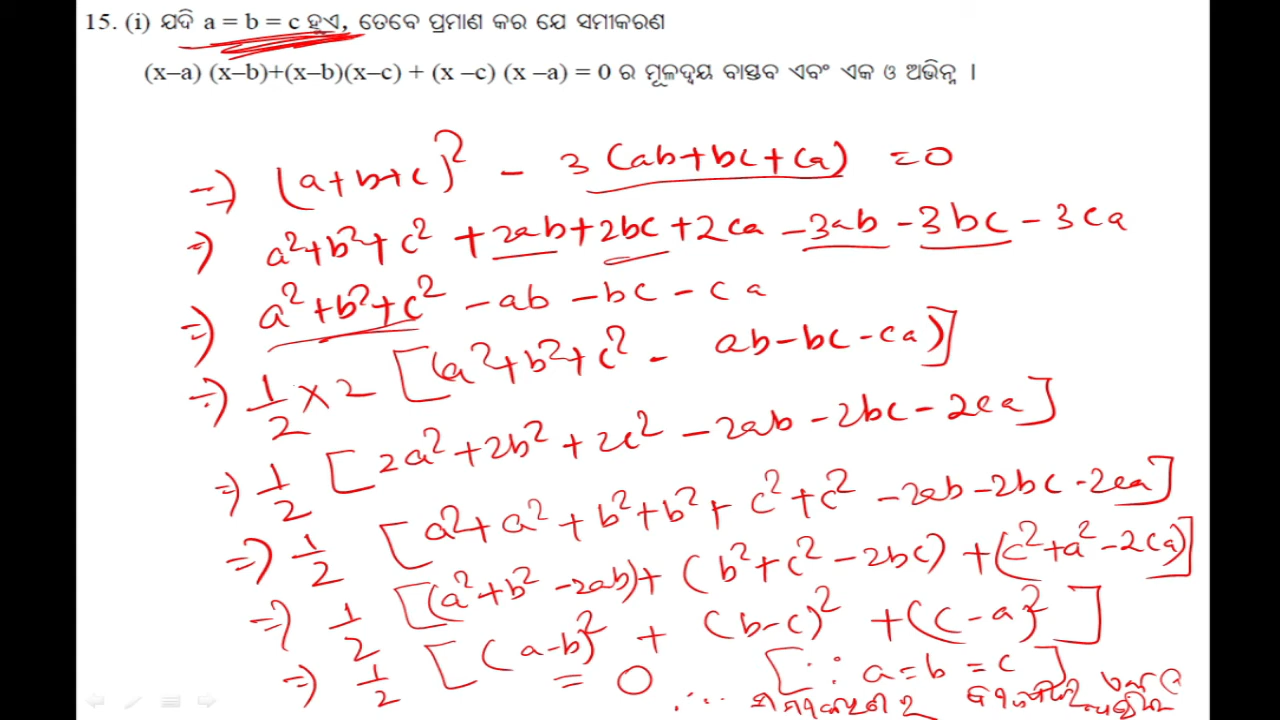 15. (i) ଯଦି a = b = c ହୁଏ, ତେବେ ପ୍ରମାଣ କର ଯେ ସମୀକରଣ
(x–a) (x–b)+(x–b)(x–c) + (x –c) (x –a) = 0 ର ମୂଳଦ୍ୱୟ ବାସ୍ତବ ଏବଂ ଏକ ଓ ଅଭିନ୍ନ ।
=> (a+b+c)² - 3(ab+bc+ca) = 0
=> a²+b²+c² +2ab+2bc+2ca -3ab -3bc -3ca
=> a²+b²+c² -ab -bc -ca
=> 1/2 × 2 [(a²+b²+c² - ab-bc-ca)]
=> 1/2 [2a²+2b²+2c² -2ab -2bc -2ca]
=> 1/2 [a²+a²+b²+b²+c²+c² -2ab-2bc-2ca]
=> 1/2 [(a²+b²-2ab)+(b²+c²-2bc)+(c²+a²-2ca)]
=> 1/2 [(a-b)² + (b-c)² + (c-a)²]
= 0 [∵ a=b=c]
∴